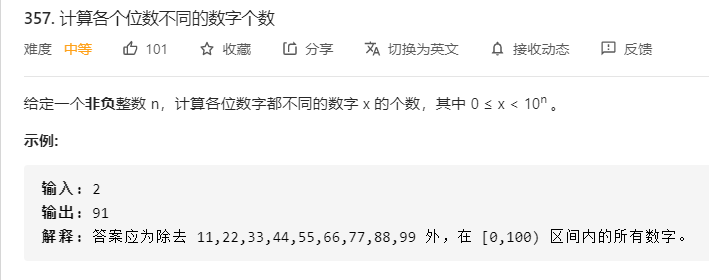 357. 计算各个位数不同的数字个数
难度 中等 101 收藏 分享 切换为英文 接收动态 反馈
给定一个非负整数 n，计算各位数字都不同的数字 x 的个数，其中 0 ≤ x < 10ⁿ 。
示例:
输入: 2
输出: 91
解释: 答案应为除去 11,22,33,44,55,66,77,88,99 外，在 [0,100) 区间内的所有数字。